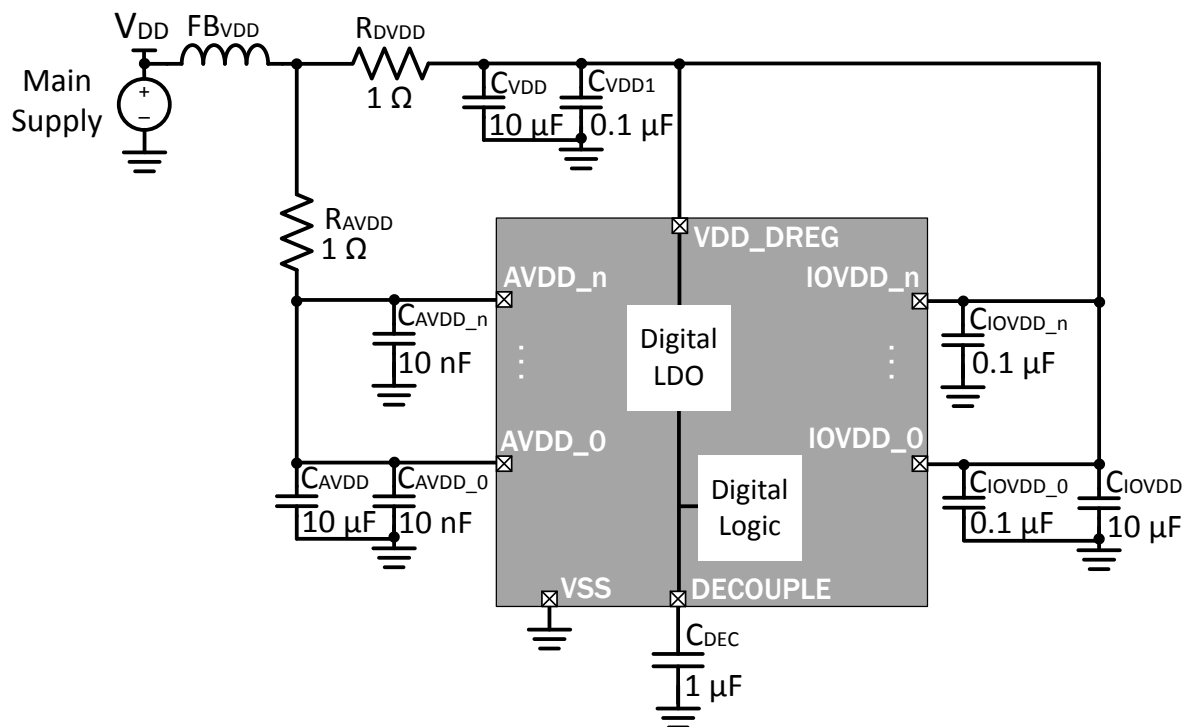 VDD
FBVDD
RDVDD
1 Ω
Main
Supply
+
−
CVDD
10 µF
CVDD1
0.1 µF
RAVDD
1 Ω
VDD_DREG
AVDD_n
IOVDD_n
CAVDD_n
10 nF
Digital
LDO
CIOVDD_n
0.1 µF
AVDD_0
IOVDD_0
CAVDD
10 µF
CAVDD_0
10 nF
Digital
Logic
CIOVDD_0
0.1 µF
CIOVDD
10 µF
VSS
DECOUPLE
CDEC
1 µF